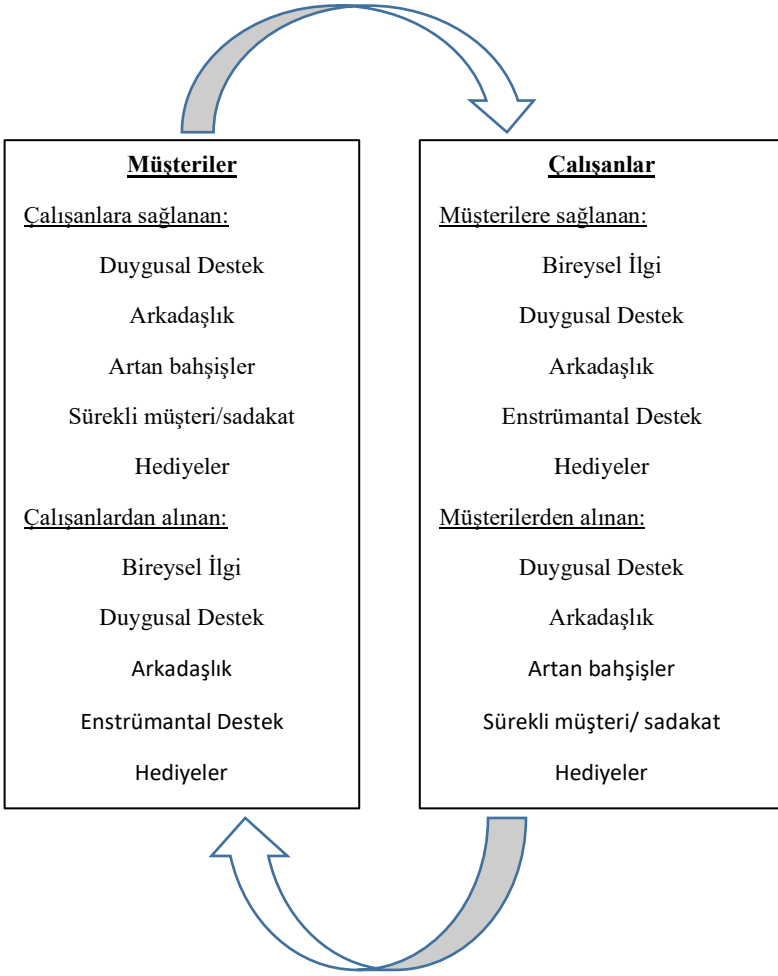 Müşteriler
Çalışanlara sağlanan:
Duygusal Destek
Arkadaşlık
Artan bahşişler
Sürekli müşteri/sadakat
Hediyeler
Çalışanlardan alınan:
Bireysel İlgi
Duygusal Destek
Arkadaşlık
Enstrümantal Destek
Hediyeler
Çalışanlar
Müşterilere sağlanan:
Bireysel İlgi
Duygusal Destek
Arkadaşlık
Enstrümantal Destek
Hediyeler
Müşterilerden alınan:
Duygusal Destek
Arkadaşlık
Artan bahşişler
Sürekli müşteri/ sadakat
Hediyeler